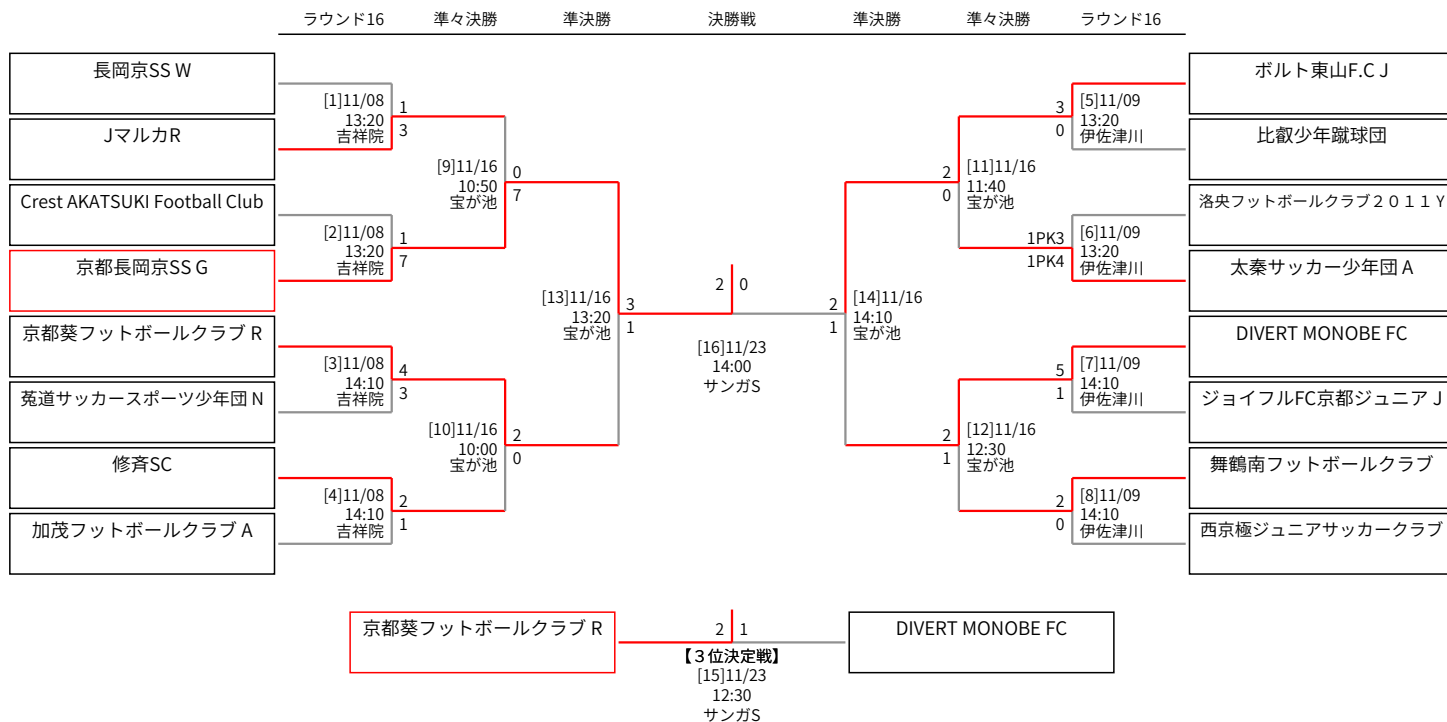 ラウンド16 準々決勝 準決勝 決勝戦 準決勝 準々決勝 ラウンド16
長岡京SS W
JマルカR
Crest AKATSUKI Football Club
京都長岡京SS G
京都葵フットボールクラブ R
菟道サッカースポーツ少年団 N
修斉SC
加茂フットボールクラブ A
[1]11/08
13:20
吉祥院
1
3
[2]11/08
13:20
吉祥院
1
7
[3]11/08
14:10
吉祥院
4
3
[4]11/08
14:10
吉祥院
2
1
[9]11/16
10:50
宝が池
0
7
[10]11/16
10:00
宝が池
2
0
[13]11/16
13:20
宝が池
3
1
2 0
[16]11/23
14:00
サンガS
2
1
[14]11/16
14:10
宝が池
2
0
[11]11/16
11:40
宝が池
2
1
[12]11/16
12:30
宝が池
3
0
[5]11/09
13:20
伊佐津川
1PK3
1PK4
[6]11/09
13:20
伊佐津川
5
1
[7]11/09
14:10
伊佐津川
2
0
[8]11/09
14:10
伊佐津川
ボルト東山F.C J
比叡少年蹴球団
洛央フットボールクラブ２０１１Y
太秦サッカー少年団 A
DIVERT MONOBE FC
ジョイフルFC京都ジュニア J
舞鶴南フットボールクラブ
西京極ジュニアサッカークラブ
京都葵フットボールクラブ R
2 1
DIVERT MONOBE FC
【３位決定戦】
[15]11/23
12:30
サンガS